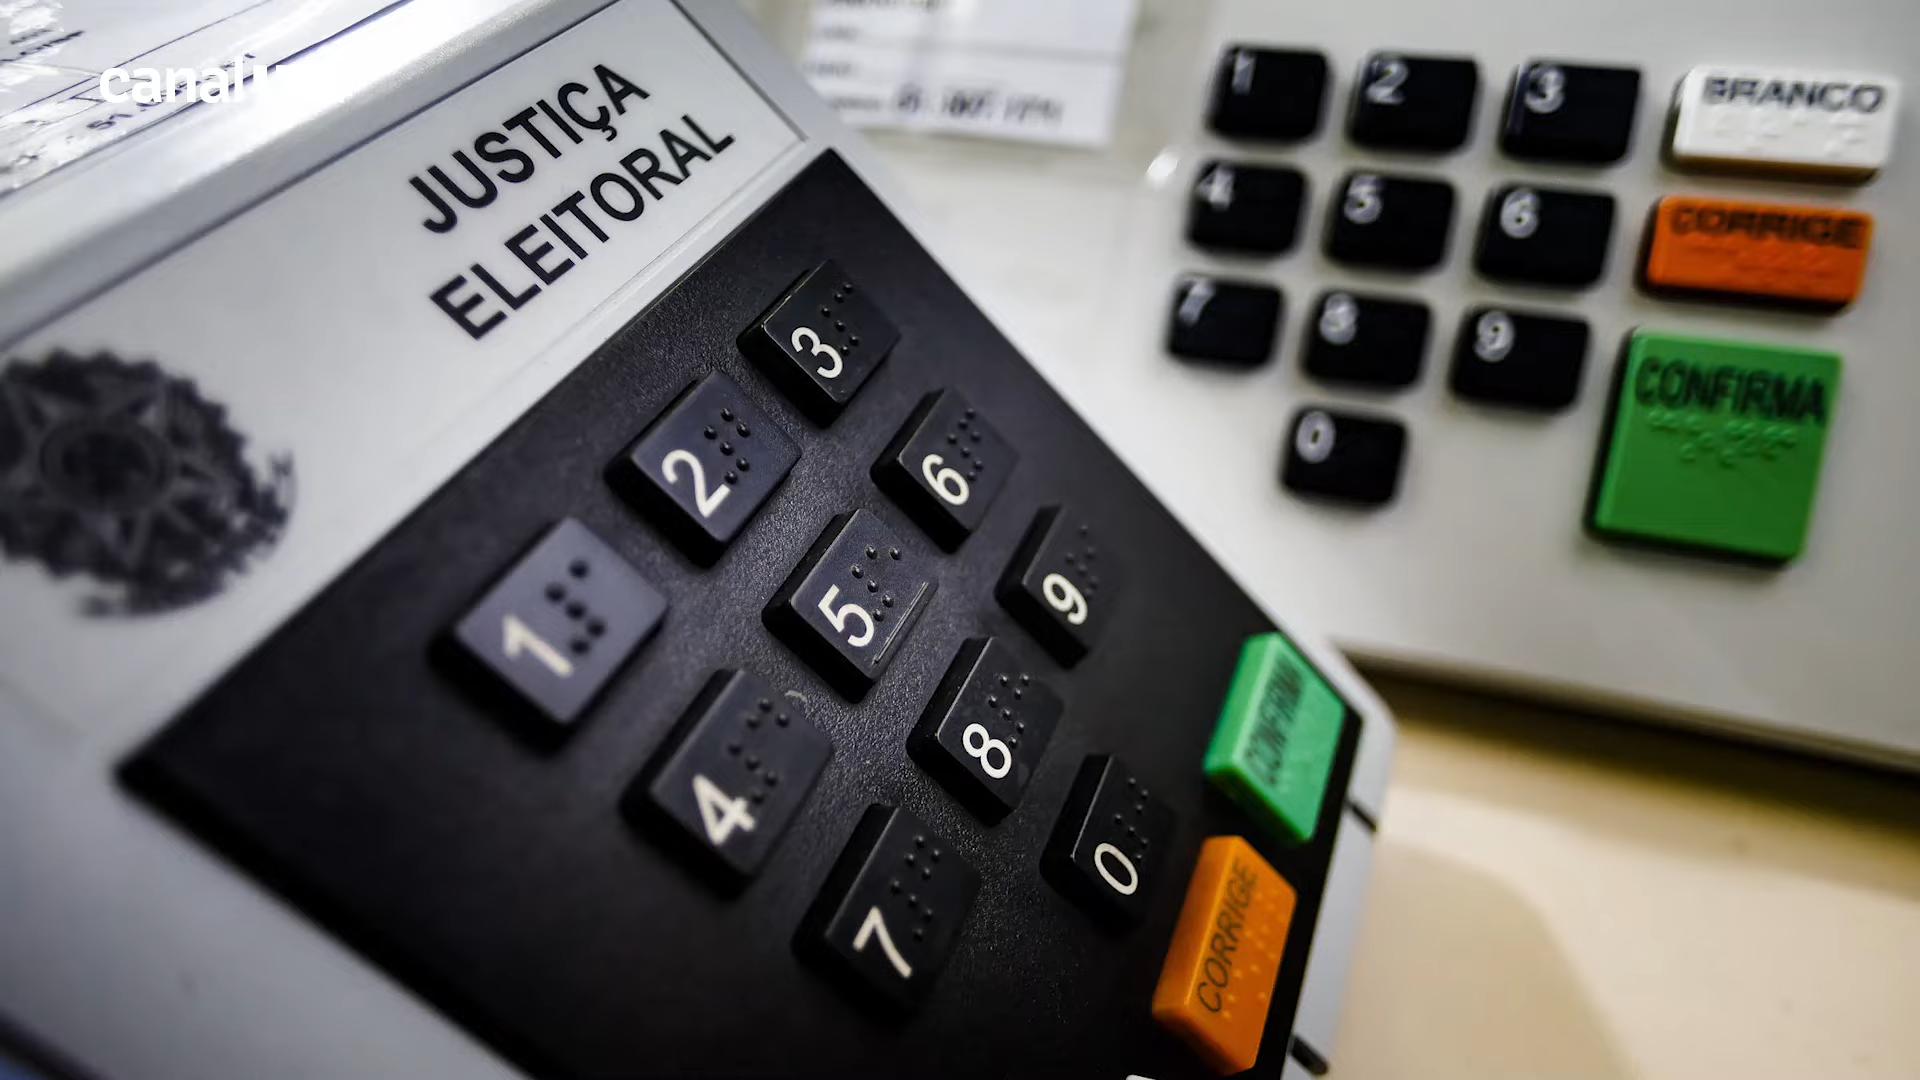 canal
JUSTIÇA
ELEITORAL
1
2
3
4
5
6
7
8
9
0
CONFIRMA
CORRIGE
1
2
3
BRANCO
4
5
6
CORRIGE
7
8
9
CONFIRMA
0